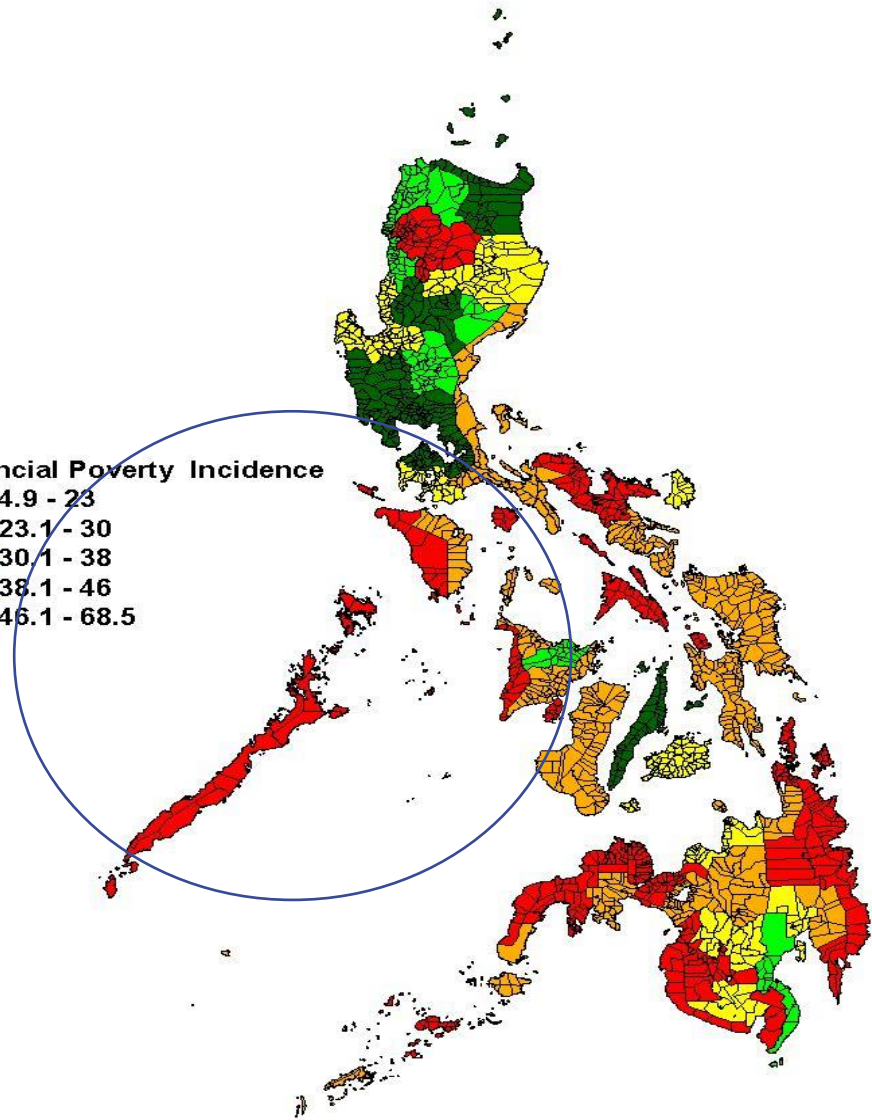 ncial Poverty Incidence
4.9 - 23
23.1 - 30
30.1 - 38
38.1 - 46
46.1 - 68.5